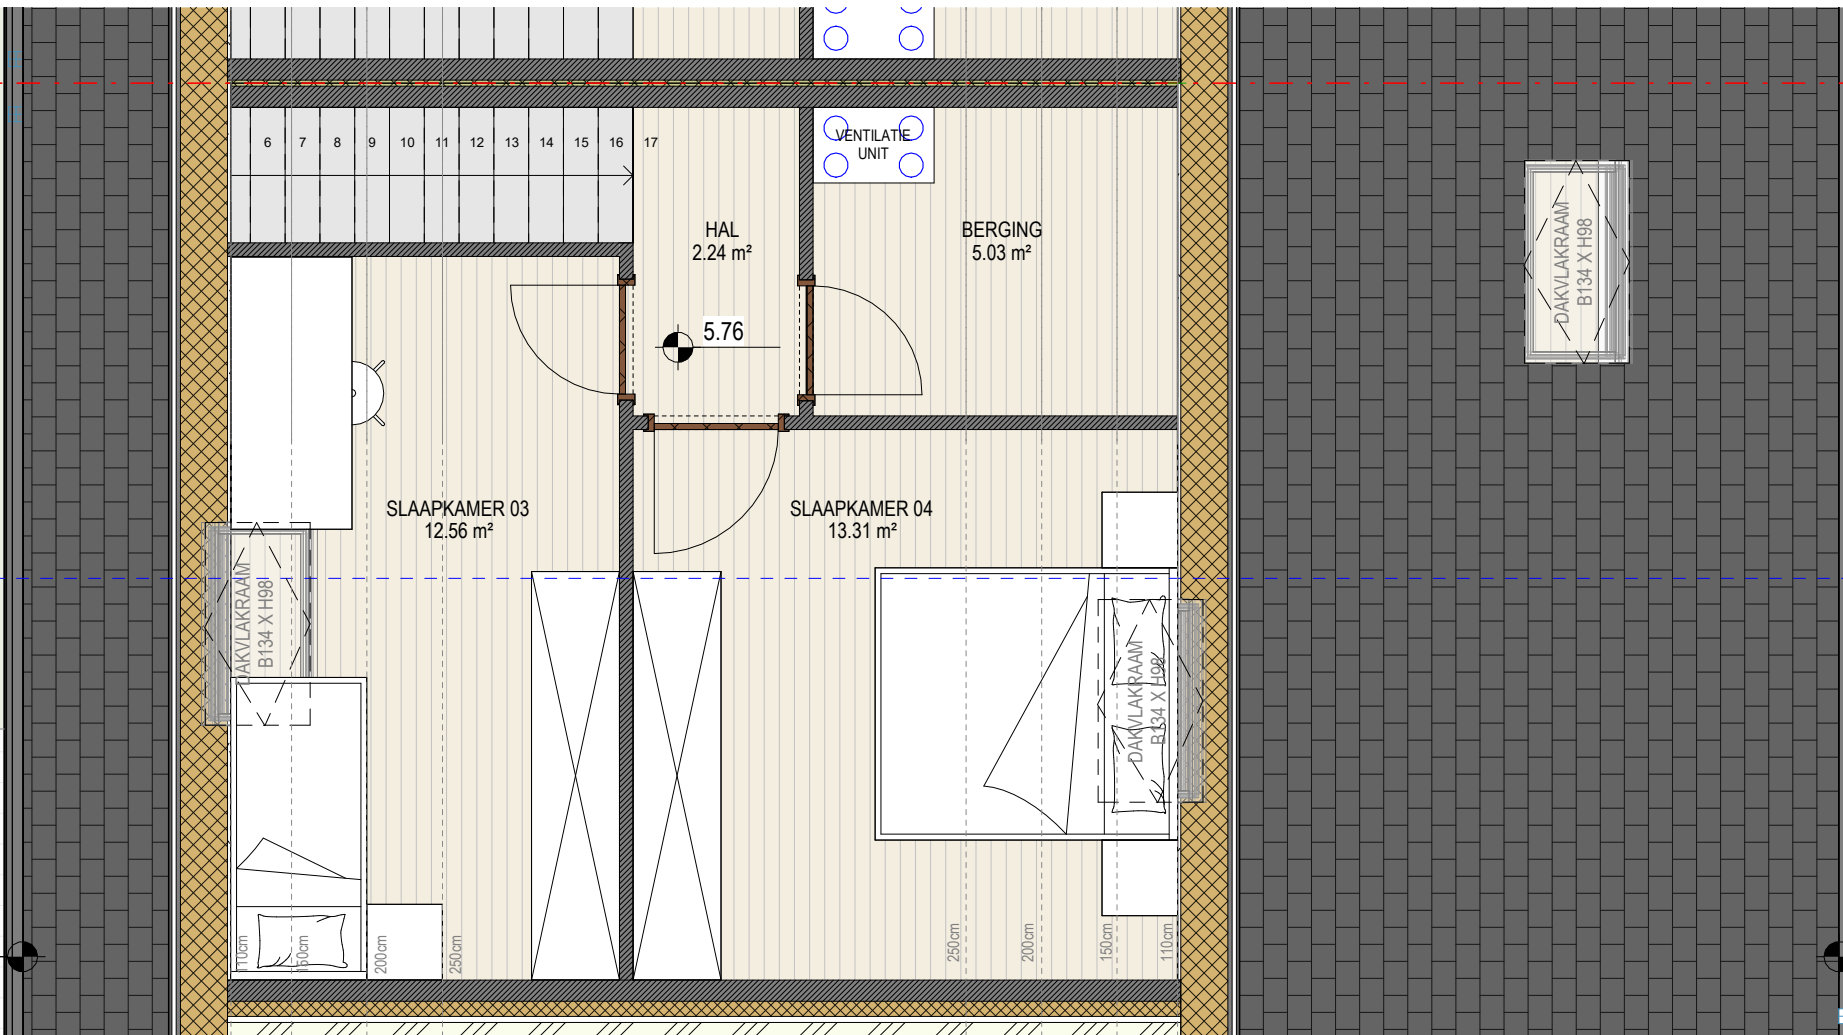 6 7 8 9 10 11 12 13 14 15 16 17
VENTILATIE
UNIT
HAL
2.24 m²
BERGING
5.03 m²
DAKVLAKRAAM
B134 X H98
5.76
SLAAPKAMER 03
12.56 m²
SLAAPKAMER 04
13.31 m²
DAKVLAKRAAM
B134 X H98
DAKVLAKRAAM
B134 X H98
110cm
150cm
200cm
250cm
250cm
200cm
150cm
110cm